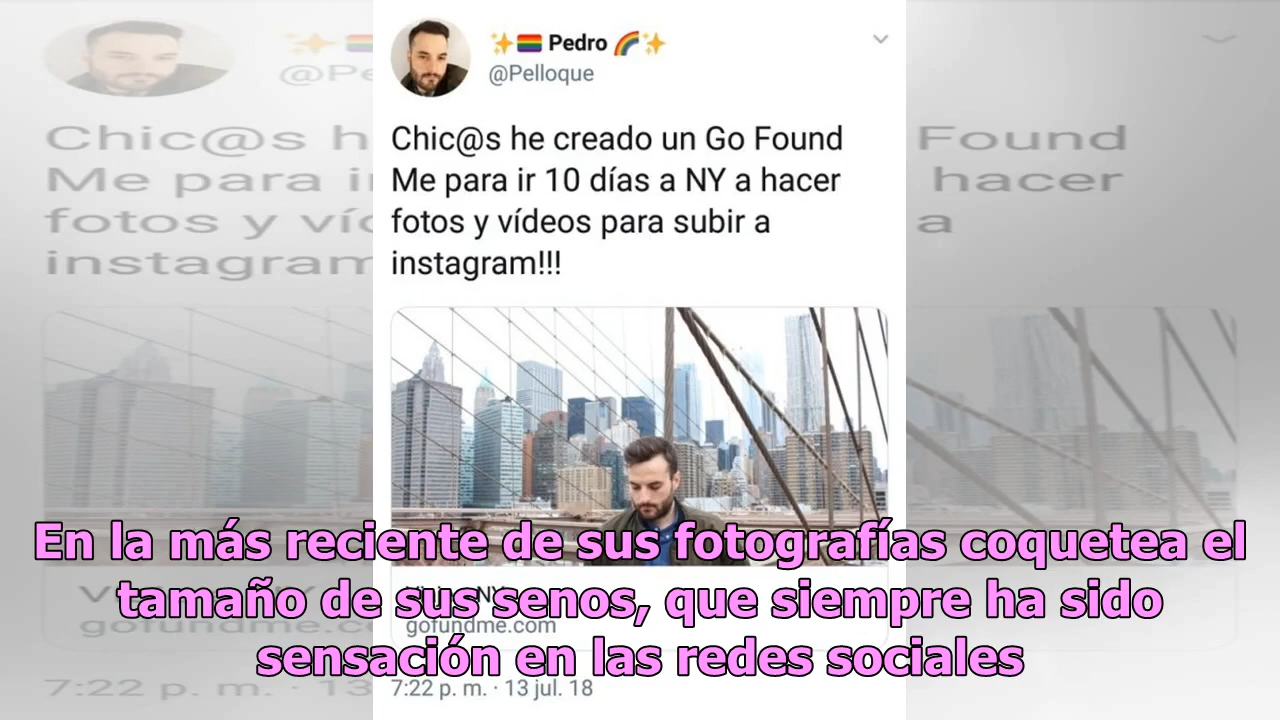 ✨🏳️‍🌈 Pedro 🌈✨
@Pelloque
Chic@s he creado un Go Found
Me para ir 10 días a NY a hacer
fotos y vídeos para subir a
instagram!!!
En la más reciente de sus fotografías coquetea el
tamaño de sus senos, que siempre ha sido
sensación en las redes sociales
gofundme.com
7:22 p. m. · 13 jul. 18